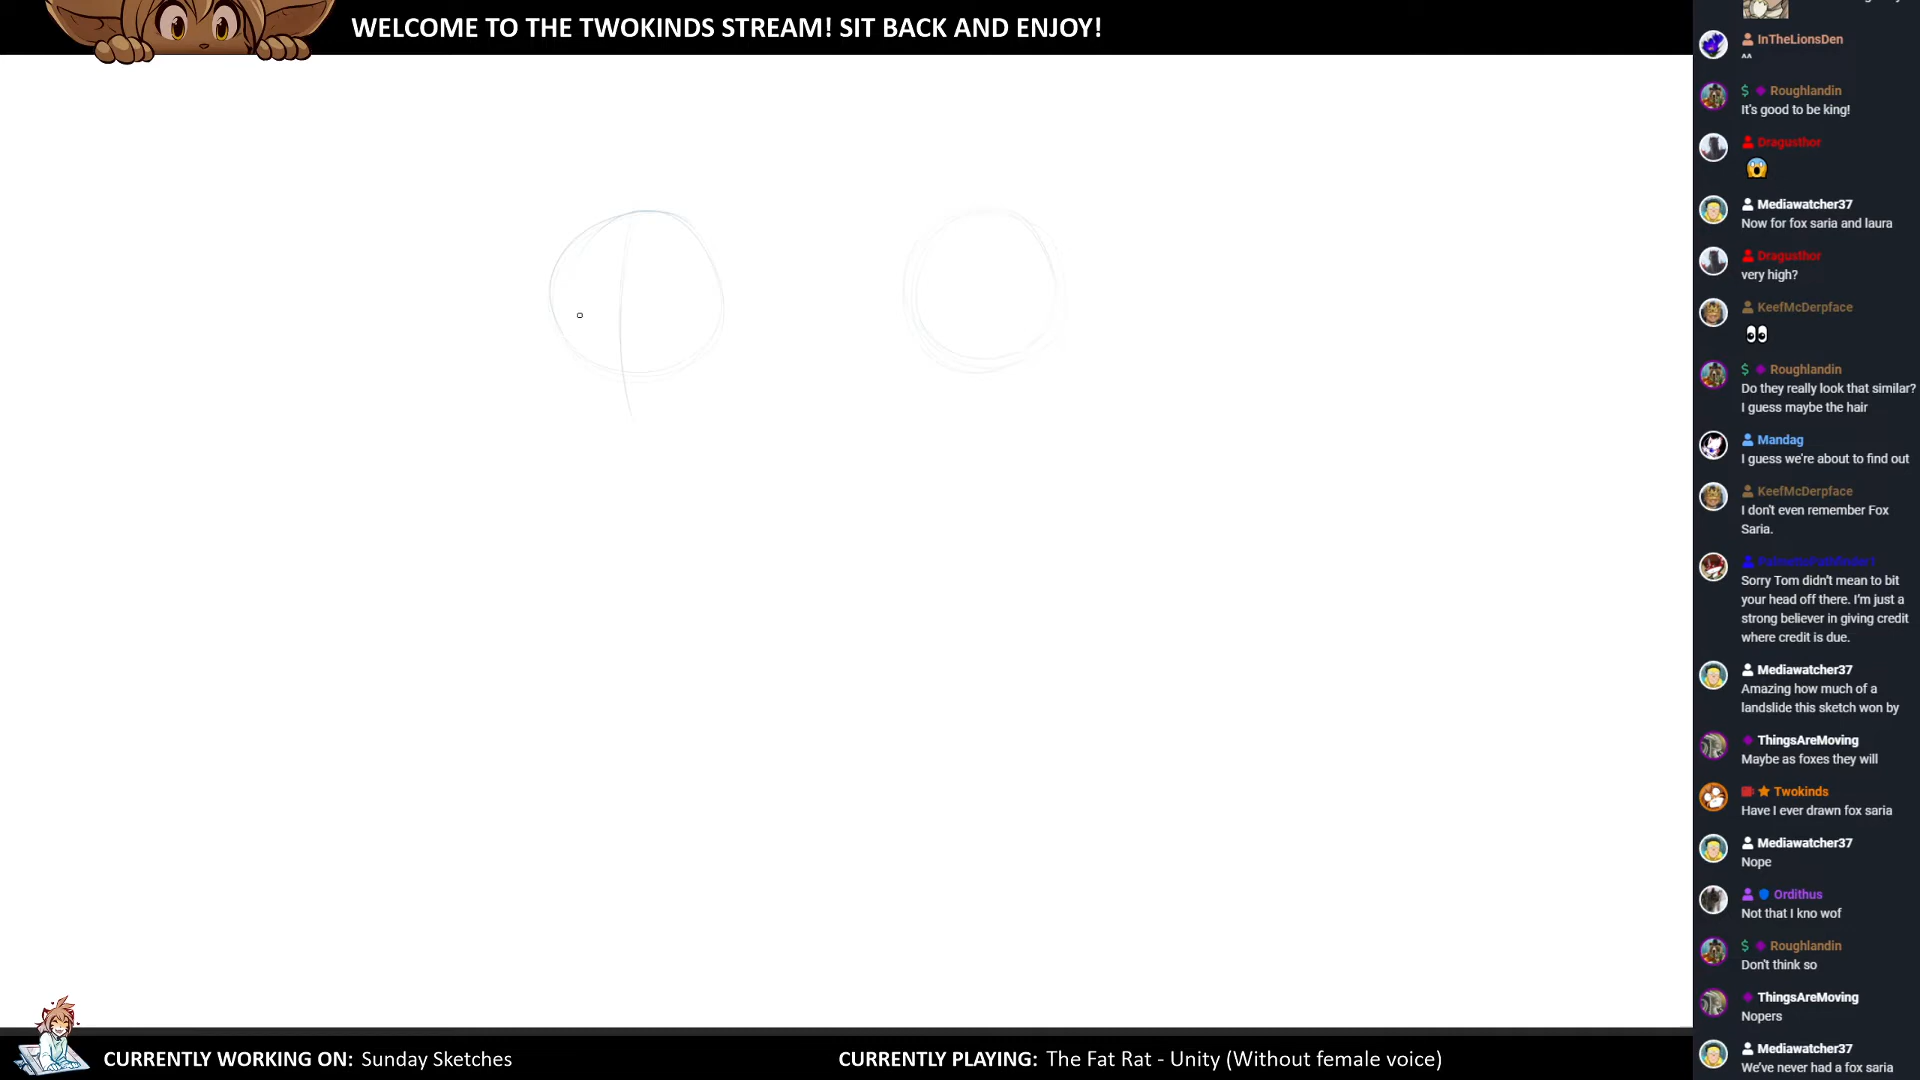 WELCOME TO THE TWOKINDS STREAM! SIT BACK AND ENJOY!
InTheLionsDen
^^
$ Roughlandin
It's good to be king!
Dragusthor
Mediawatcher37
Now for fox saria and laura
Dragusthor
very high?
KeefMcDerpface
$ Roughlandin
Do they really look that similar?
I guess maybe the hair
Mandag
I guess we're about to find out
KeefMcDerpface
I don't even remember Fox
Saria.
Sorry Tom didn't mean to bit
your head off there. I'm just a
strong believer in giving credit
where credit is due.
Mediawatcher37
Amazing how much of a
landslide this sketch won by
ThingsAreMoving
Maybe as foxes they will
Twokinds
Have I ever drawn fox saria
Mediawatcher37
Nope
Ordithus
Not that I kno wof
$ Roughlandin
Don't think so
ThingsAreMoving
Nopers
Mediawatcher37
We've never had a fox saria
CURRENTLY WORKING ON: Sunday Sketches
CURRENTLY PLAYING: The Fat Rat - Unity (Without female voice)